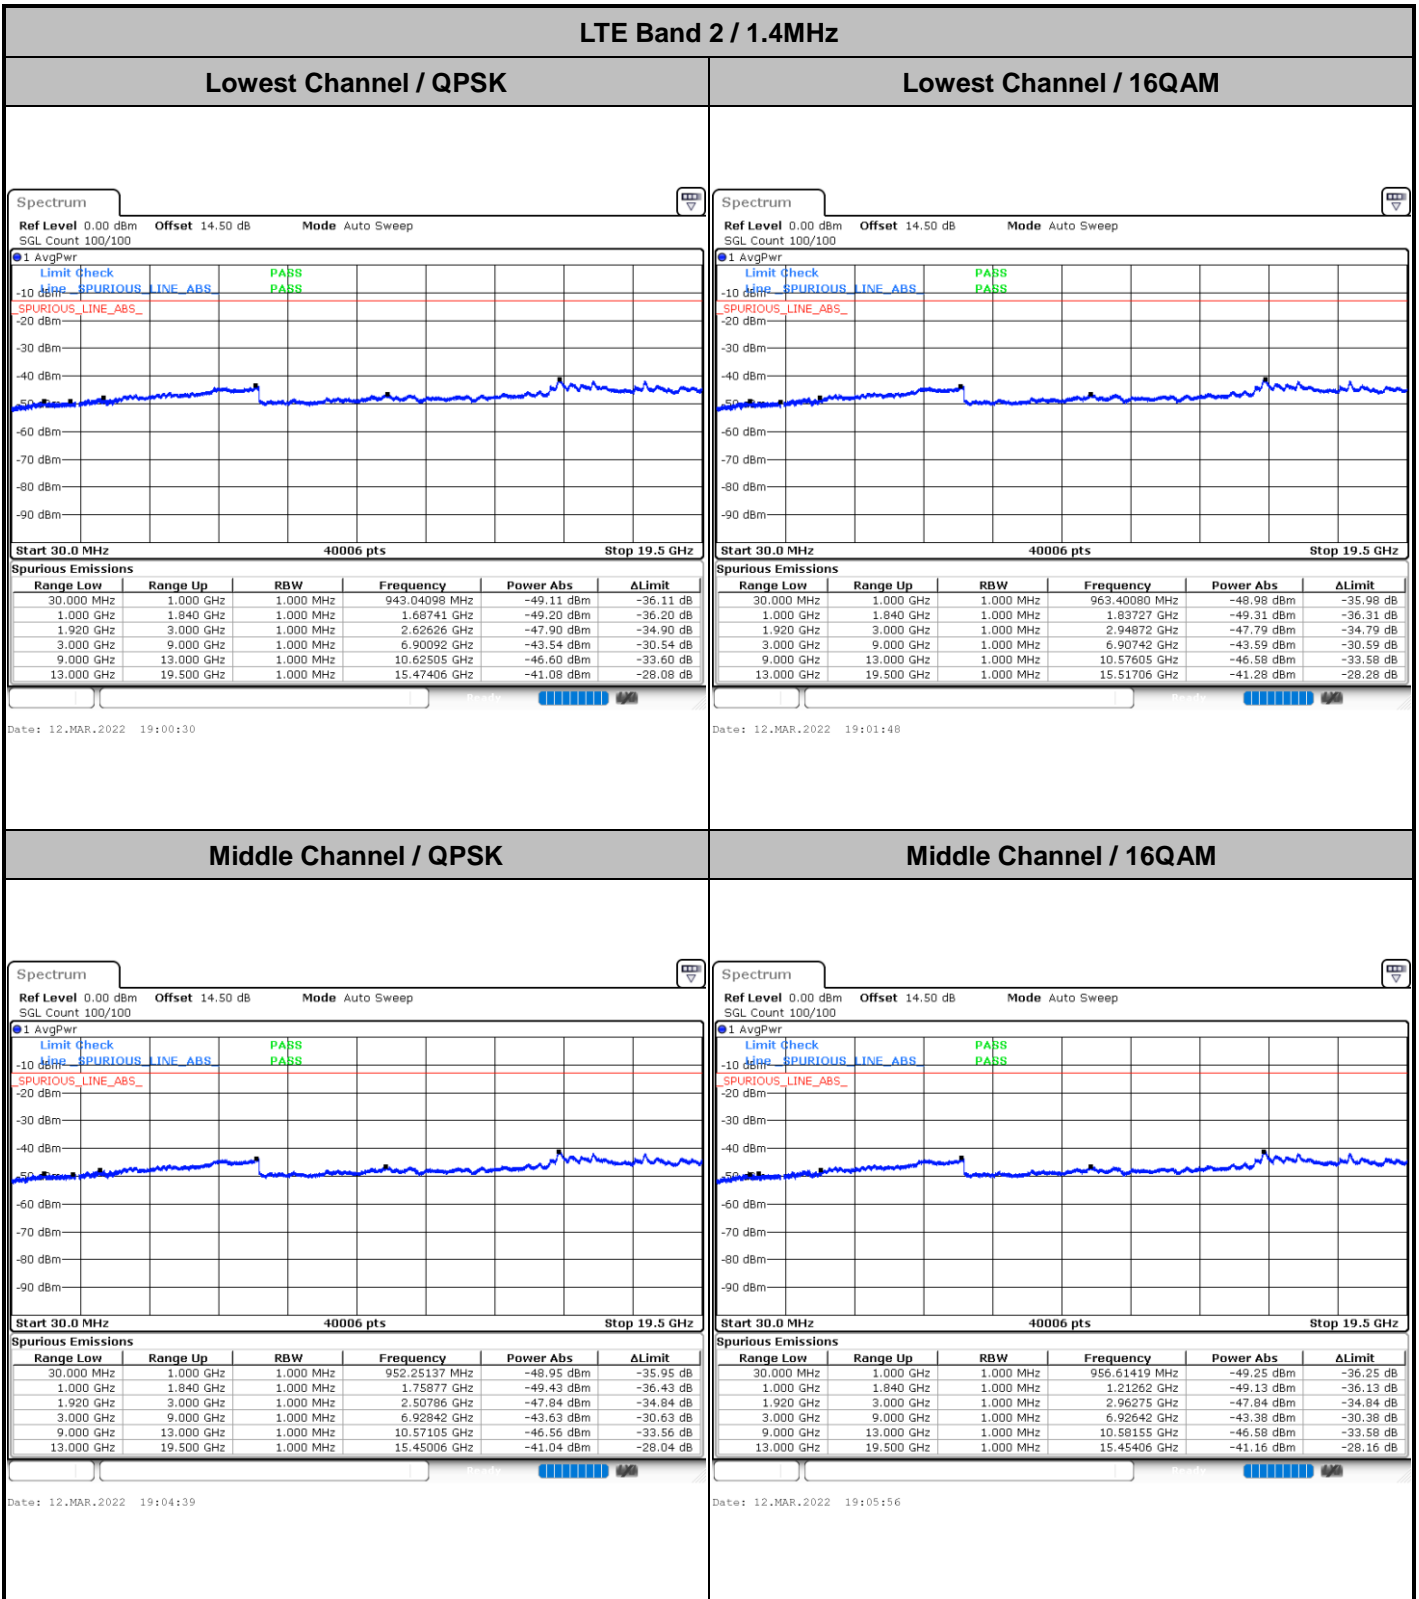 LTE Band 2 / 1.4MHz
Lowest Channel / QPSK
Lowest Channel / 16QAM
Spectrum
Ref Level 0.00 dBm Offset 14.50 dB Mode Auto Sweep
SGL Count 100/100
1 AvgPwr
Limit Check PASS
Line _SPURIOUS_LINE_ABS_ PASS
-10 dBm
_SPURIOUS_LINE_ABS_
-20 dBm
-30 dBm
-40 dBm
-50 dBm
-60 dBm
-70 dBm
-80 dBm
-90 dBm
Start 30.0 MHz 40006 pts Stop 19.5 GHz
Spurious Emissions
Range Low Range Up RBW Frequency Power Abs ΔLimit
30.000 MHz 1.000 GHz 1.000 MHz 943.04098 MHz -49.11 dBm -36.11 dB
1.000 GHz 1.840 GHz 1.000 MHz 1.68741 GHz -49.20 dBm -36.20 dB
1.920 GHz 3.000 GHz 1.000 MHz 2.62626 GHz -47.90 dBm -34.90 dB
3.000 GHz 9.000 GHz 1.000 MHz 6.90092 GHz -43.54 dBm -30.54 dB
9.000 GHz 13.000 GHz 1.000 MHz 10.62505 GHz -46.60 dBm -33.60 dB
13.000 GHz 19.500 GHz 1.000 MHz 15.47406 GHz -41.08 dBm -28.08 dB
Ready
Date: 12.MAR.2022 19:00:30
Spectrum
Ref Level 0.00 dBm Offset 14.50 dB Mode Auto Sweep
SGL Count 100/100
1 AvgPwr
Limit Check PASS
Line _SPURIOUS_LINE_ABS_ PASS
-10 dBm
_SPURIOUS_LINE_ABS_
-20 dBm
-30 dBm
-40 dBm
-50 dBm
-60 dBm
-70 dBm
-80 dBm
-90 dBm
Start 30.0 MHz 40006 pts Stop 19.5 GHz
Spurious Emissions
Range Low Range Up RBW Frequency Power Abs ΔLimit
30.000 MHz 1.000 GHz 1.000 MHz 963.40080 MHz -48.98 dBm -35.98 dB
1.000 GHz 1.840 GHz 1.000 MHz 1.83727 GHz -49.31 dBm -36.31 dB
1.920 GHz 3.000 GHz 1.000 MHz 2.94872 GHz -47.79 dBm -34.79 dB
3.000 GHz 9.000 GHz 1.000 MHz 6.90742 GHz -43.59 dBm -30.59 dB
9.000 GHz 13.000 GHz 1.000 MHz 10.57605 GHz -46.58 dBm -33.58 dB
13.000 GHz 19.500 GHz 1.000 MHz 15.51706 GHz -41.28 dBm -28.28 dB
Ready
Date: 12.MAR.2022 19:01:48
Middle Channel / QPSK
Middle Channel / 16QAM
Spectrum
Ref Level 0.00 dBm Offset 14.50 dB Mode Auto Sweep
SGL Count 100/100
1 AvgPwr
Limit Check PASS
Line _SPURIOUS_LINE_ABS_ PASS
-10 dBm
_SPURIOUS_LINE_ABS_
-20 dBm
-30 dBm
-40 dBm
-50 dBm
-60 dBm
-70 dBm
-80 dBm
-90 dBm
Start 30.0 MHz 40006 pts Stop 19.5 GHz
Spurious Emissions
Range Low Range Up RBW Frequency Power Abs ΔLimit
30.000 MHz 1.000 GHz 1.000 MHz 952.25137 MHz -48.95 dBm -35.95 dB
1.000 GHz 1.840 GHz 1.000 MHz 1.75877 GHz -49.43 dBm -36.43 dB
1.920 GHz 3.000 GHz 1.000 MHz 2.50786 GHz -47.84 dBm -34.84 dB
3.000 GHz 9.000 GHz 1.000 MHz 6.92842 GHz -43.63 dBm -30.63 dB
9.000 GHz 13.000 GHz 1.000 MHz 10.57105 GHz -46.56 dBm -33.56 dB
13.000 GHz 19.500 GHz 1.000 MHz 15.45006 GHz -41.04 dBm -28.04 dB
Ready
Date: 12.MAR.2022 19:04:39
Spectrum
Ref Level 0.00 dBm Offset 14.50 dB Mode Auto Sweep
SGL Count 100/100
1 AvgPwr
Limit Check PASS
Line _SPURIOUS_LINE_ABS_ PASS
-10 dBm
_SPURIOUS_LINE_ABS_
-20 dBm
-30 dBm
-40 dBm
-50 dBm
-60 dBm
-70 dBm
-80 dBm
-90 dBm
Start 30.0 MHz 40006 pts Stop 19.5 GHz
Spurious Emissions
Range Low Range Up RBW Frequency Power Abs ΔLimit
30.000 MHz 1.000 GHz 1.000 MHz 956.61419 MHz -49.25 dBm -36.25 dB
1.000 GHz 1.840 GHz 1.000 MHz 1.21262 GHz -49.13 dBm -36.13 dB
1.920 GHz 3.000 GHz 1.000 MHz 2.96275 GHz -47.84 dBm -34.84 dB
3.000 GHz 9.000 GHz 1.000 MHz 6.92642 GHz -43.38 dBm -30.38 dB
9.000 GHz 13.000 GHz 1.000 MHz 10.58155 GHz -46.58 dBm -33.58 dB
13.000 GHz 19.500 GHz 1.000 MHz 15.45406 GHz -41.16 dBm -28.16 dB
Ready
Date: 12.MAR.2022 19:05:56